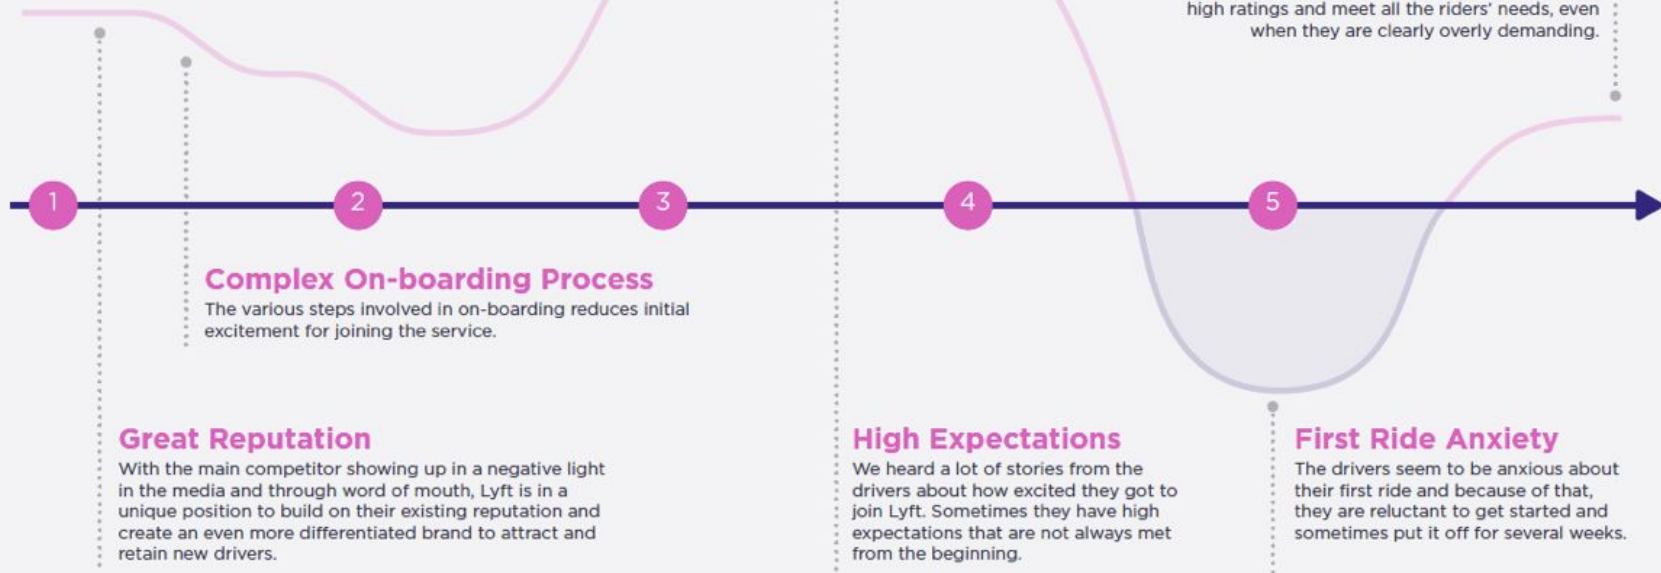 high ratings and meet all the riders' needs, even
when they are clearly overly demanding.
1
2
3
4
5
Complex On-boarding Process
The various steps involved in on-boarding reduces initial
excitement for joining the service.
Great Reputation
With the main competitor showing up in a negative light
in the media and through word of mouth, Lyft is in a
unique position to build on their existing reputation and
create an even more differentiated brand to attract and
retain new drivers.
High Expectations
We heard a lot of stories from the
drivers about how excited they got to
join Lyft. Sometimes they have high
expectations that are not always met
from the beginning.
First Ride Anxiety
The drivers seem to be anxious about
their first ride and because of that,
they are reluctant to get started and
sometimes put it off for several weeks.